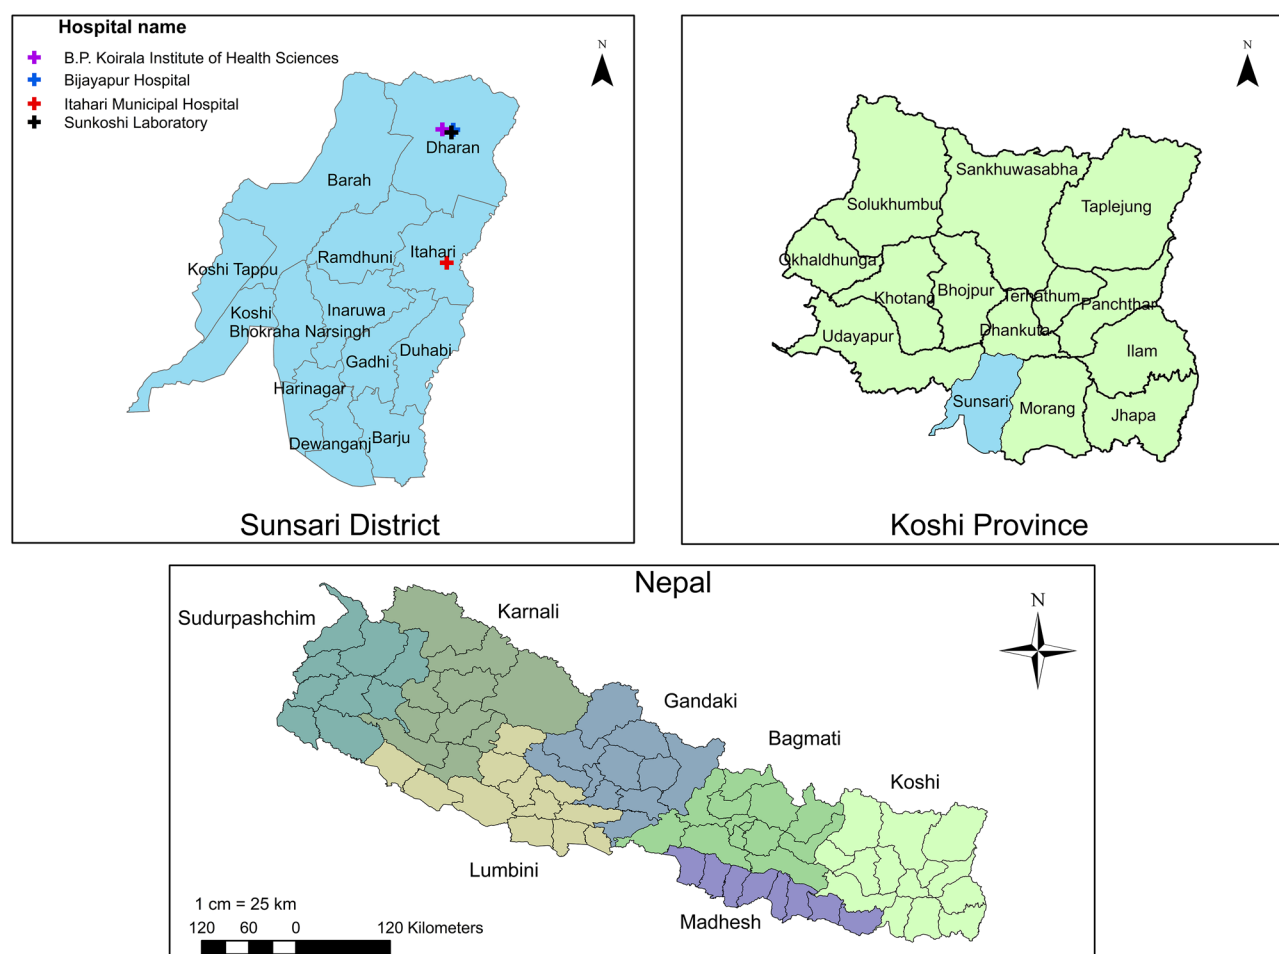 Hospital name
B.P. Koirala Institute of Health Sciences
Bijayapur Hospital
Itahari Municipal Hospital
Sunkoshi Laboratory
N
Dharan
Barah
Itahari
Ramdhuni
Koshi Tappu
Koshi
Inaruwa
Bhokraha Narsingh
Duhabi
Gadhi
Harinagar
Dewanganj
Barju
Sunsari District
N
Sankhuwasabha
Solukhumbu
Taplejung
Okhaldhunga
Bhojpur
Khotang
Terhathum
Panchthar
Dhankuta
Udayapur
Ilam
Sunsari
Morang
Jhapa
Koshi Province
Nepal
N
Sudurpashchim
Karnali
Gandaki
Bagmati
Koshi
Lumbini
Madhesh
1 cm = 25 km
120 60 0 120 Kilometers